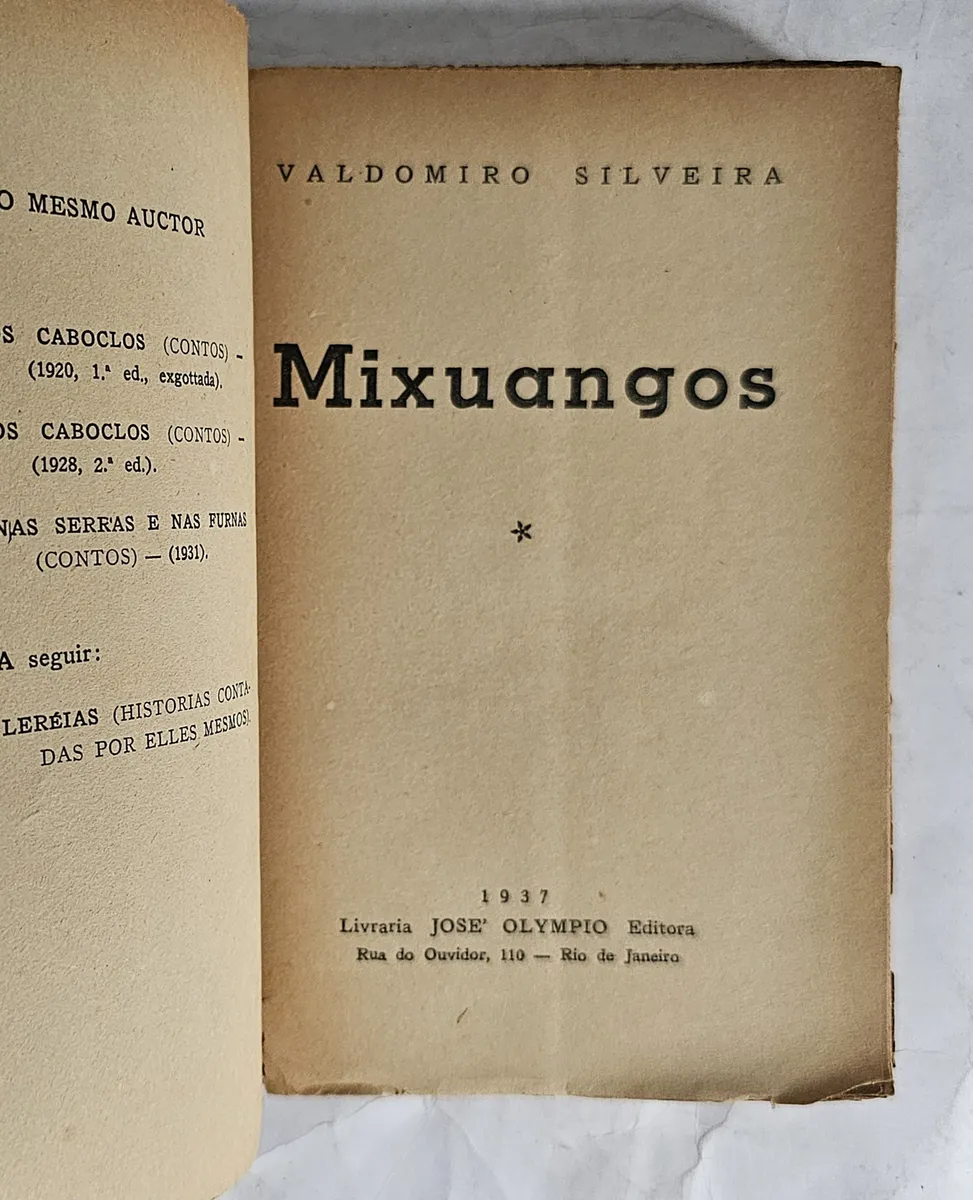 O MESMO AUCTOR
S CABOCLOS (CONTOS) -
(1920, 1.ª ed., exgottada).
OS CABOCLOS (CONTOS) -
(1928, 2.ª ed.).
NAS SERRAS E NAS FURNAS
(CONTOS) — (1931).
A seguir:
LERÉIAS (HISTORIAS CONTA-
DAS POR ELLES MESMOS).
VALDOMIRO SILVEIRA
Mixuangos
*
1937
Livraria JOSE' OLYMPIO Editora
Rua do Ouvidor, 110 — Rio de Janeiro